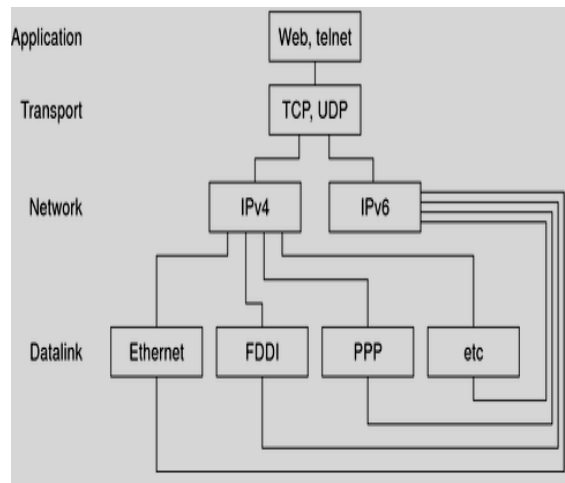 Application
Web, telnet
Transport
TCP, UDP
Network
IPv4
IPv6
Datalink
Ethernet
FDDI
PPP
etc